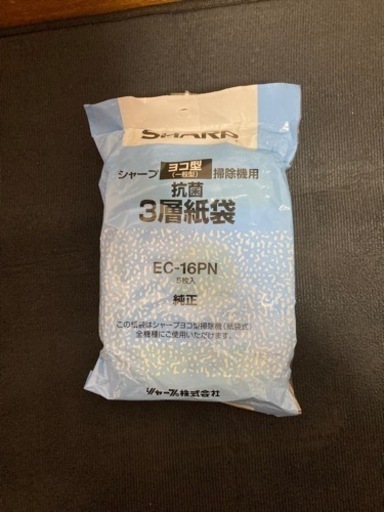 SHARP
シャープ ヨコ型(一般型) 掃除機用
抗菌
3層紙袋
EC-16PN
5枚入
純正
この紙袋はシャープヨコ型掃除機(紙袋式)
全機種にご使用いただけます。
シャープ株式会社